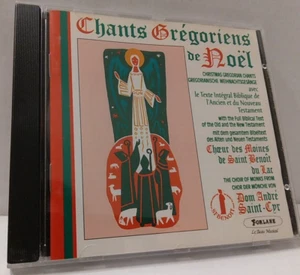 Chants Grégoriens
de Noël
CHRISTMAS GREGORIAN CHANTS
GREGORIANISCHE WEIHNACHTSGESÄNGE
avec
le Texte Intégral Biblique de
l'Ancien et du Nouveau
Testament
with the Full Biblical Text
of the Old and the New Testament
mit dem gesamten Bibeltext
des Alten und Neuen Testaments
Chœur des Moines
de Saint Benoit
du Lac
THE CHOIR OF MONKS FROM
CHOR DER MÖNCHE VON
Dom André
Saint-Cyr
FORLANE